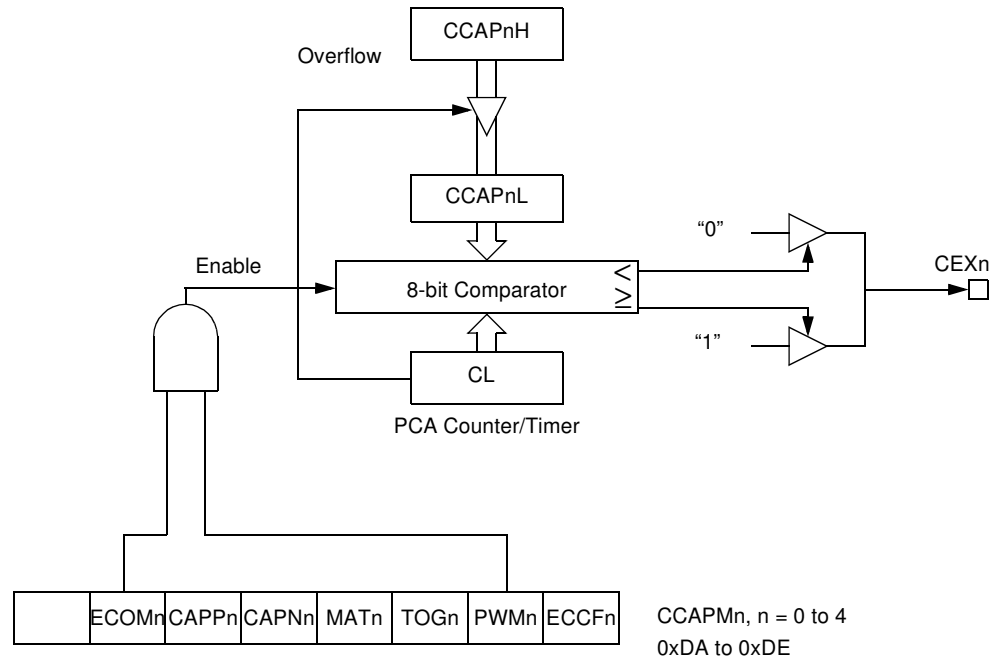 CCAPnH
Overflow
CCAPnL
“0”
Enable
<
CEXn
8-bit Comparator
≥
“1”
CL
PCA Counter/Timer
ECOMn CAPPn CAPNn MATn TOGn PWMn ECCFn
CCAPMn, n = 0 to 4
0xDA to 0xDE